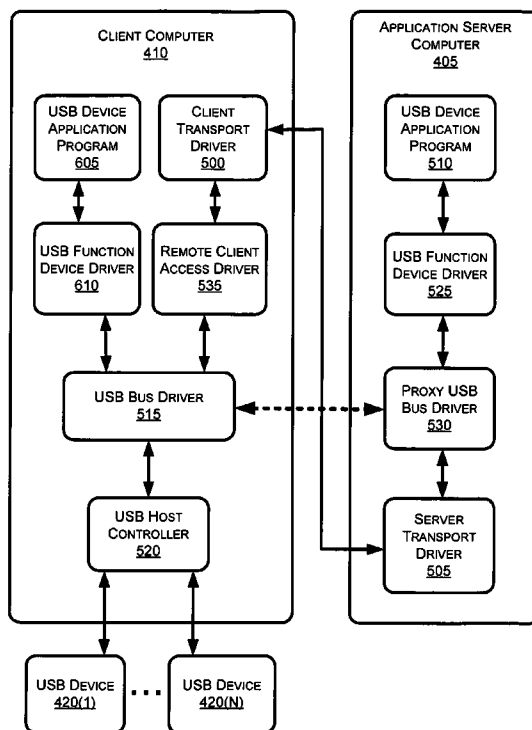 CLIENT COMPUTER
410
USB DEVICE
APPLICATION
PROGRAM
605
CLIENT
TRANSPORT
DRIVER
500
USB FUNCTION
DEVICE DRIVER
610
REMOTE CLIENT
ACCESS DRIVER
535
USB BUS DRIVER
515
USB HOST
CONTROLLER
520
USB DEVICE
420(1)
...
USB DEVICE
420(N)
APPLICATION SERVER
COMPUTER
405
USB DEVICE
APPLICATION
PROGRAM
510
USB FUNCTION
DEVICE DRIVER
525
PROXY USB
BUS DRIVER
530
SERVER
TRANSPORT
DRIVER
505